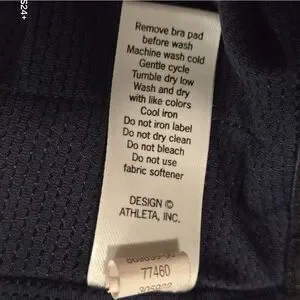 S24+
Remove bra pad
before wash
Machine wash cold
Gentle cycle
Tumble dry low
Wash and dry
with like colors
Cool iron
Do not iron label
Do not dry clean
Do not bleach
Do not use
fabric softener
DESIGN ©
ATHLETA, INC.
77460
305922